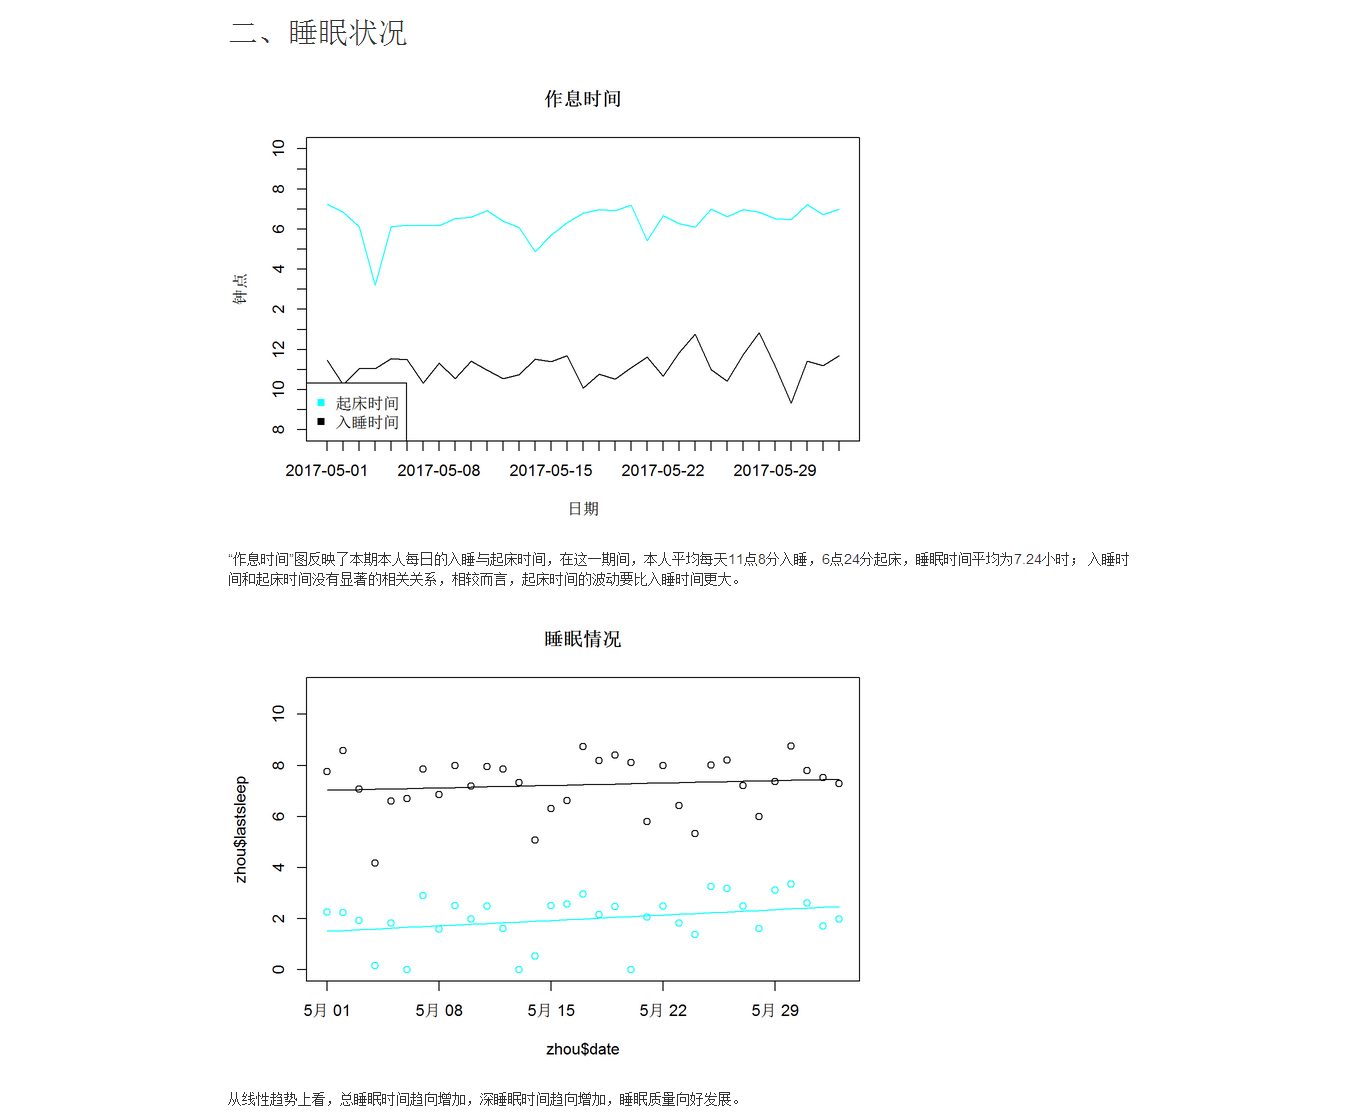 二、睡眠状况
作息时间
10
8
6
4
2
12
10
8
钟点
起床时间
入睡时间
2017-05-01 2017-05-08 2017-05-15 2017-05-22 2017-05-29
日期
“作息时间”图反映了本期本人每日的入睡与起床时间，在这一期间，本人平均每天11点8分入睡，6点24分起床，睡眠时间平均为7.24小时； 入睡时
间和起床时间没有显著的相关关系，相较而言，起床时间的波动要比入睡时间更大。
睡眠情况
10
8
6
4
2
0
zhou$lastsleep
5月 01 5月 08 5月 15 5月 22 5月 29
zhou$date
从线性趋势上看，总睡眠时间趋向增加，深睡眠时间趋向增加，睡眠质量向好发展。